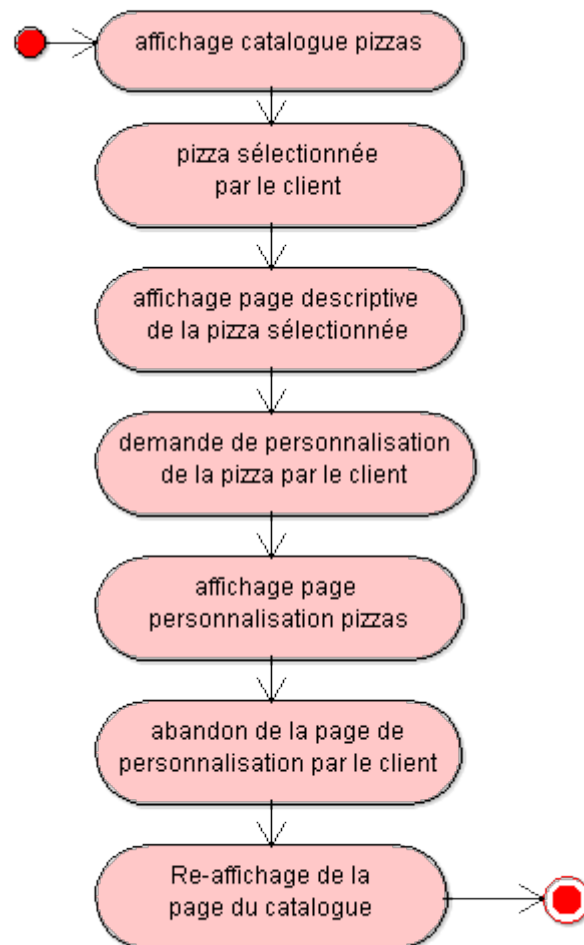 affichage catalogue pizzas
pizza sélectionnée
par le client
affichage page descriptive
de la pizza sélectionnée
demande de personnalisation
de la pizza par le client
affichage page
personnalisation pizzas
abandon de la page de
personnalisation par le client
Re-affichage de la
page du catalogue